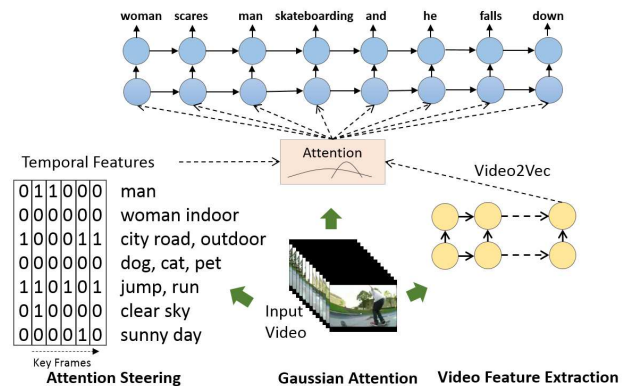 woman scares man skateboarding and he falls down
Attention
Temporal Features
Video2Vec
0 1 1 0 0 0 man
0 0 0 0 0 0 woman indoor
1 0 0 0 1 1 city road, outdoor
0 0 0 0 0 0 dog, cat, pet
1 1 0 1 0 1 jump, run
0 1 0 0 0 0 clear sky
0 0 0 0 1 0 sunny day
Input
Video
Key Frames
Attention Steering Gaussian Attention Video Feature Extraction